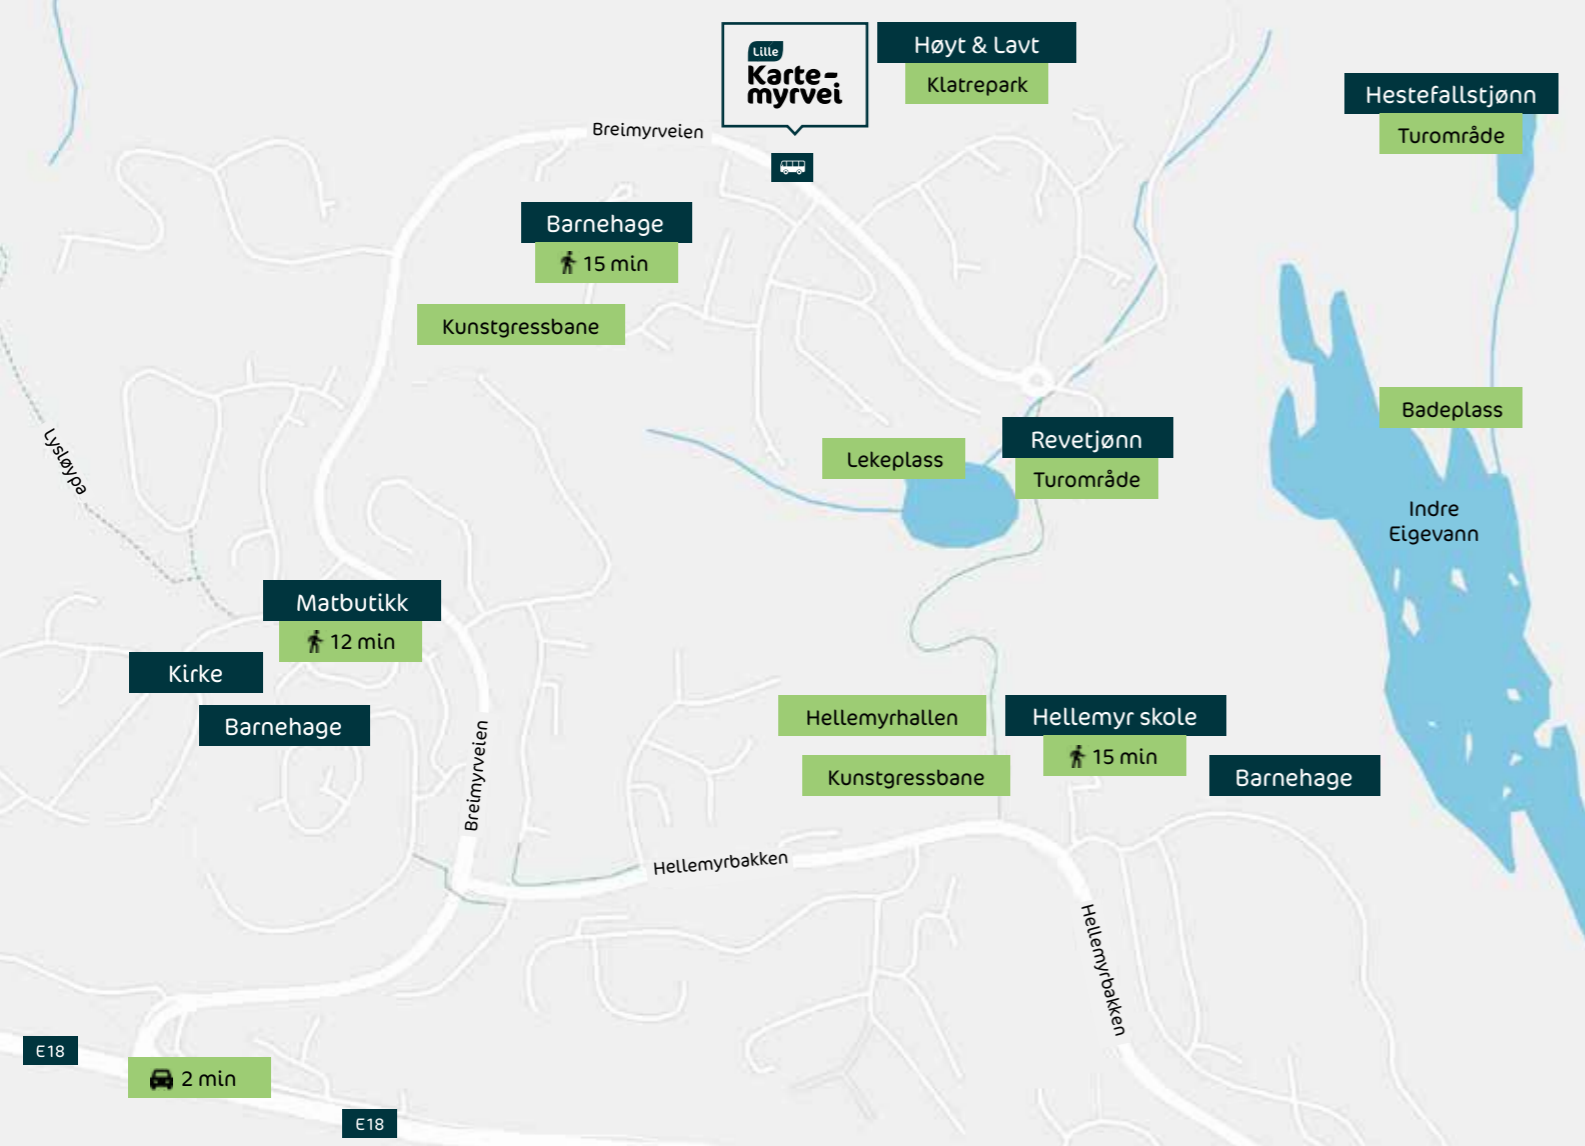 Lille
Karte-
myrvei
Høyt & Lavt
Klatrepark
Hestefallstjønn
Turområde
Breimyrveien
Barnehage
15 min
Kunstgressbane
Badeplass
Lysløypa
Lekeplass
Revetjønn
Turområde
Indre
Eigevann
Matbutikk
12 min
Kirke
Barnehage
Breimyrveien
Hellemyrhallen
Hellemyr skole
15 min
Kunstgressbane
Barnehage
Hellemyrbakken
Hellemyrbakken
E18
2 min
E18